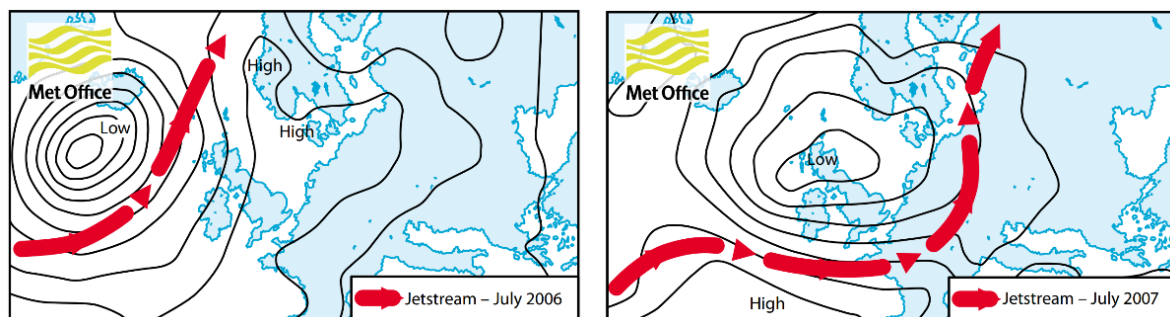 Met Office
Low
High
High
Jetstream – July 2006
Met Office
Low
High
Jetstream – July 2007